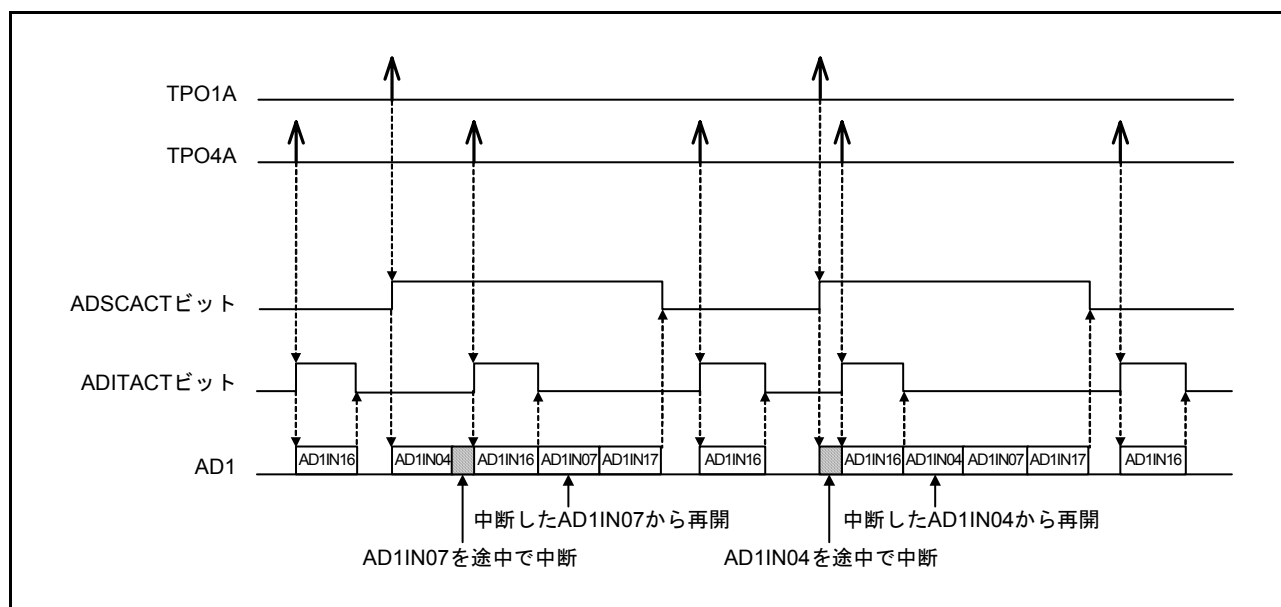 TPO1A
TPO4A
ADSCACTビット
ADITACTビット
AD1
AD1IN16
AD1IN04
AD1IN16
AD1IN07
AD1IN17
AD1IN16
AD1IN16
AD1IN04
AD1IN07
AD1IN17
AD1IN16
中断したAD1IN07から再開
中断したAD1IN04から再開
AD1IN07を途中で中断
AD1IN04を途中で中断